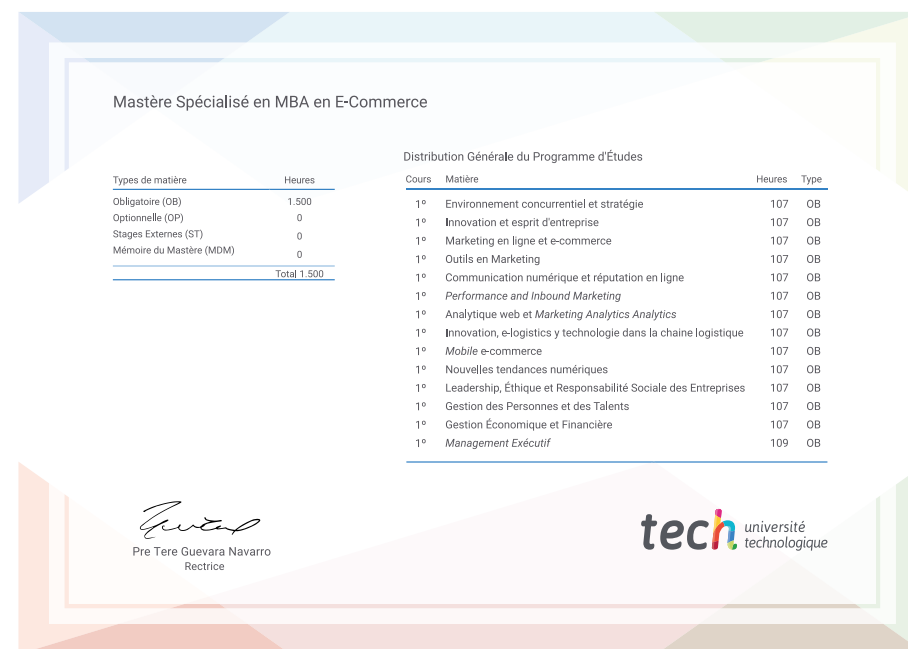 Mastère Spécialisé en MBA en E-Commerce
Types de matière Heures
Obligatoire (OB) 1.500
Optionnelle (OP) 0
Stages Externes (ST) 0
Mémoire du Mastère (MDM) 0
Total 1.500
Distribution Générale du Programme d'Études
Cours Matière Heures Type
1º Environnement concurrentiel et stratégie 107 OB
1º Innovation et esprit d'entreprise 107 OB
1º Marketing en ligne et e-commerce 107 OB
1º Outils en Marketing 107 OB
1º Communication numérique et réputation en ligne 107 OB
1º Performance and Inbound Marketing 107 OB
1º Analytique web et Marketing Analytics Analytics 107 OB
1º Innovation, e-logistics y technologie dans la chaine logistique 107 OB
1º Mobile e-commerce 107 OB
1º Nouvelles tendances numériques 107 OB
1º Leadership, Éthique et Responsabilité Sociale des Entreprises 107 OB
1º Gestion des Personnes et des Talents 107 OB
1º Gestion Économique et Financière 107 OB
1º Management Exécutif 109 OB
Pre Tere Guevara Navarro
Rectrice
tech université
technologique